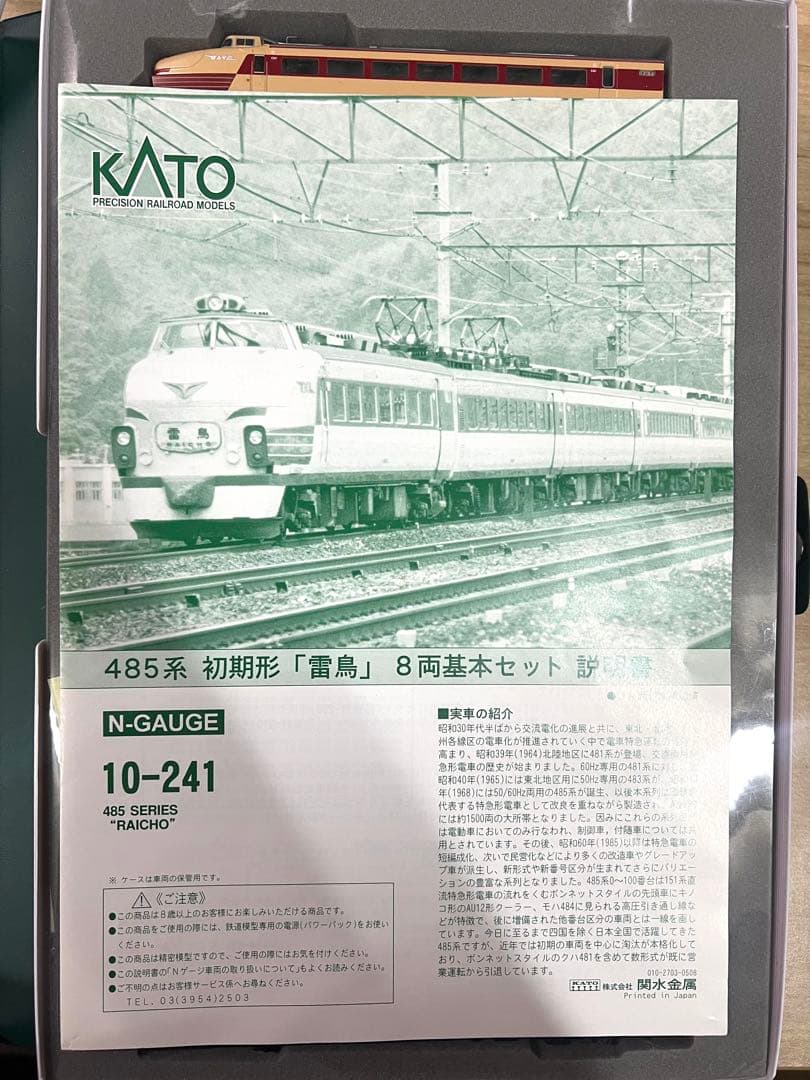 KATO
PRECISION RAILROAD MODELS
雷鳥
RAICHO
485系 初期形「雷鳥」 8両基本セット 説明書
N-GAUGE
10-241
485 SERIES
“RAICHO”
※ ケースは車両の保管用です。
《ご注意》
●この商品は8歳以上のお客様にお楽しみいただける商品です。
●この商品をご使用の際には、鉄道模型専用の電源(パワーパック)をお使い
ください。
●この商品は精密模型ですので、ご使用の際にはお気を付けください。
●この説明書の「Nゲージ車両の取り扱いについて」もよくお読みください。
●ご不明の点はお客様サービス係へお尋ねください。
TEL. 03(3954)2503
■実車の紹介
昭和30年代半ばから交流電化の進展と共に、東北・
州各線区の電車化が推進されていく中で電車特急運転の
高まり、昭和39年(1964)北陸地区に481系が登場、交直
急形電車の歴史が始まりました。60Hz専用の481系に
昭和40年(1965)には東北地区用に50Hz専用の483系が、
年(1968)には50/60Hz両用の485系が誕生、以後本系列
代表する特急形電車として改良を重ねながら製造され、
には約1500両の大所帯となりました。因みにこれらの系列
は電動車においてのみ行なわれ、制御車，付随車については共
用とされています。その後、昭和60年(1985)以降は特急電車の
短編成化、次いで民営化などにより多くの改造車やグレードアッ
プ車が派生し、新形式や新番号区分が生まれてさらにバリエー
ションの豊富な系列となりました。485系0～100番台は151系直
流特急形電車の流れをくむボンネットスタイルの先頭車にキノ
コ形のAU12形クーラー、モハ484に見られる高圧引き通し線な
どが特徴で、後に増備された他番台区分の車両とは一線を画し
ています。今日に至るまで四国を除く日本全国で活躍してきた
485系ですが、近年では初期の車両を中心に淘汰が本格化して
おり、ボンネットスタイルのクハ481を含めて数形式が既に営
業運転から引退しています。
010-2703-0508
KATO 株式会社 関水金属
Printed in Japan